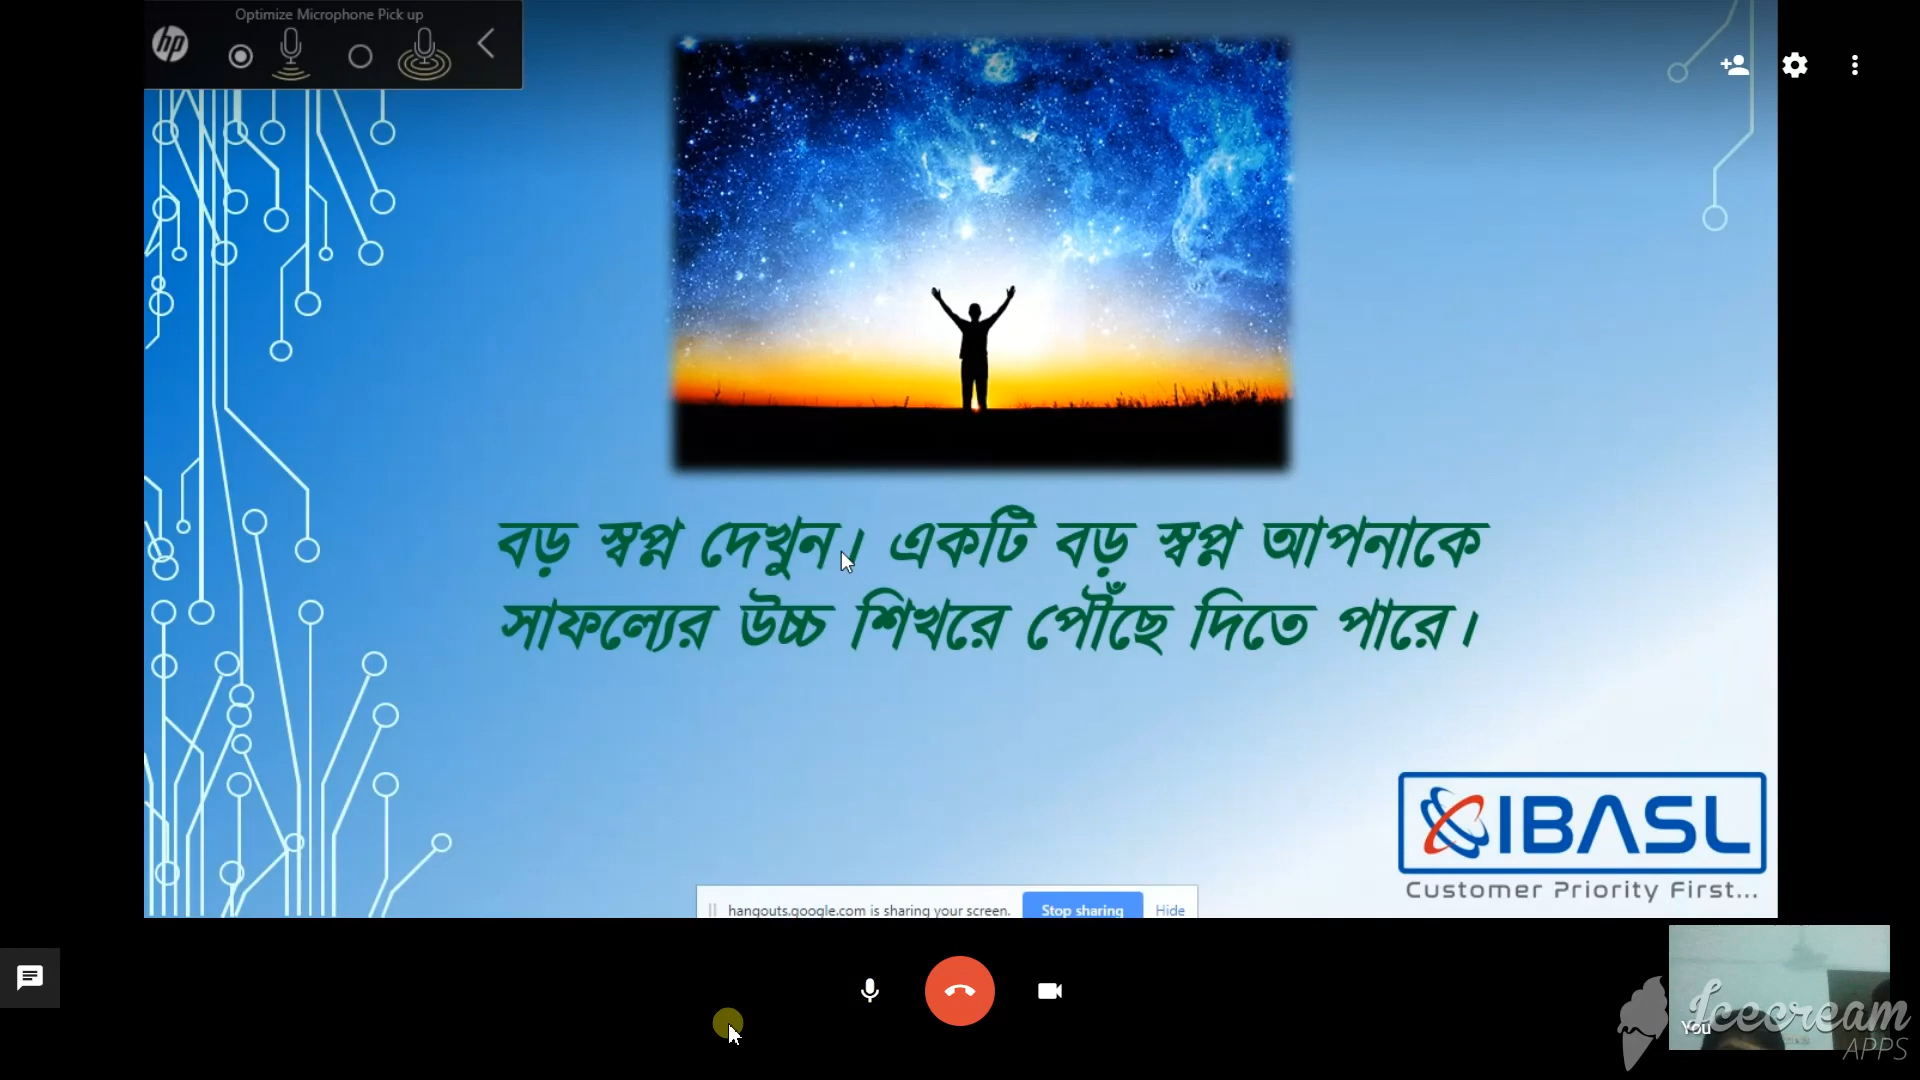 Optimize Microphone Pick up
hp
বড় স্বপ্ন দেখুন। একটি বড় স্বপ্ন আপনাকে
সাফল্যের উচ্চ শিখরে পৌঁছে দিতে পারে।
IBASL
Customer Priority First...
hangouts.google.com is sharing your screen. Stop sharing Hide
You
Icecream
APPS